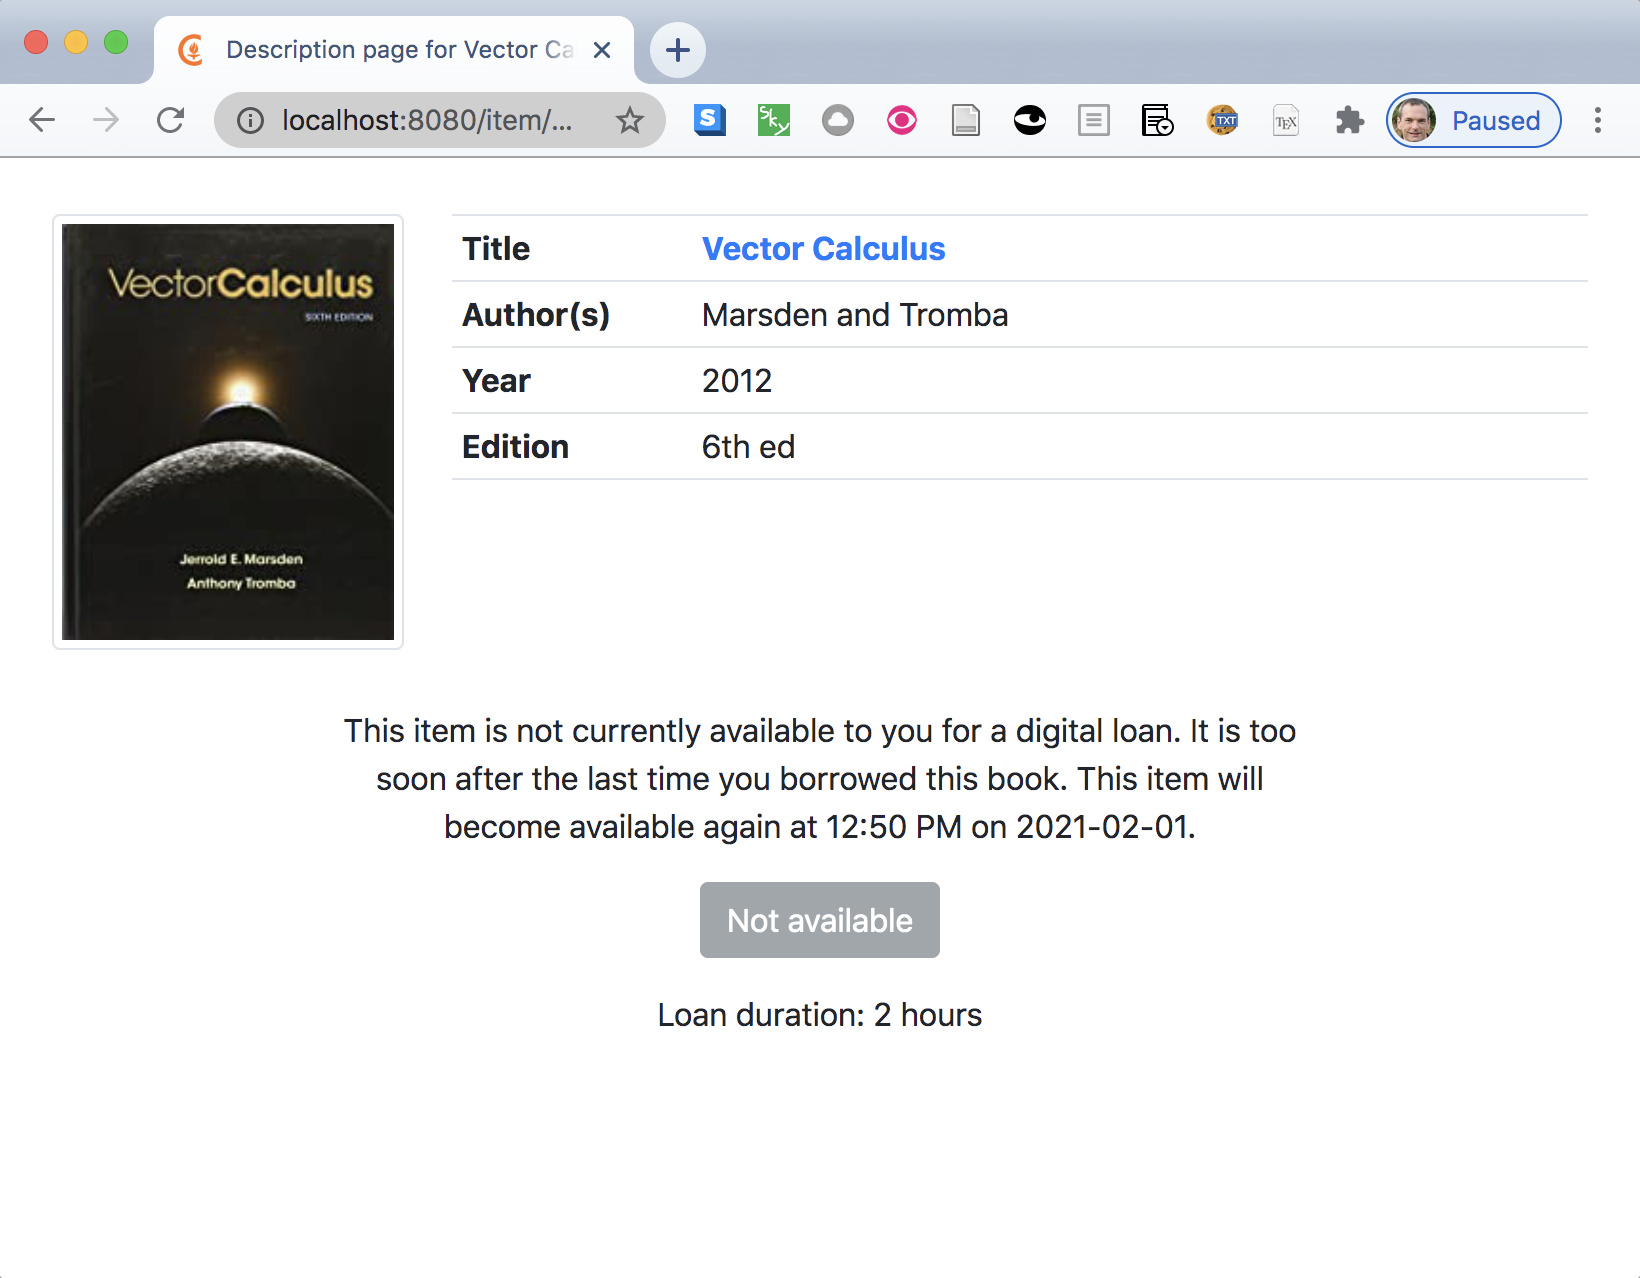 Description page for Vector Ca
localhost:8080/item/...
S
Sky
TXT
TEX
Paused
VectorCalculus
SIXTH EDITION
Jerrold E. Marsden
Anthony Tromba
Title Vector Calculus
Author(s) Marsden and Tromba
Year 2012
Edition 6th ed
This item is not currently available to you for a digital loan. It is too
soon after the last time you borrowed this book. This item will
become available again at 12:50 PM on 2021-02-01.
Not available
Loan duration: 2 hours